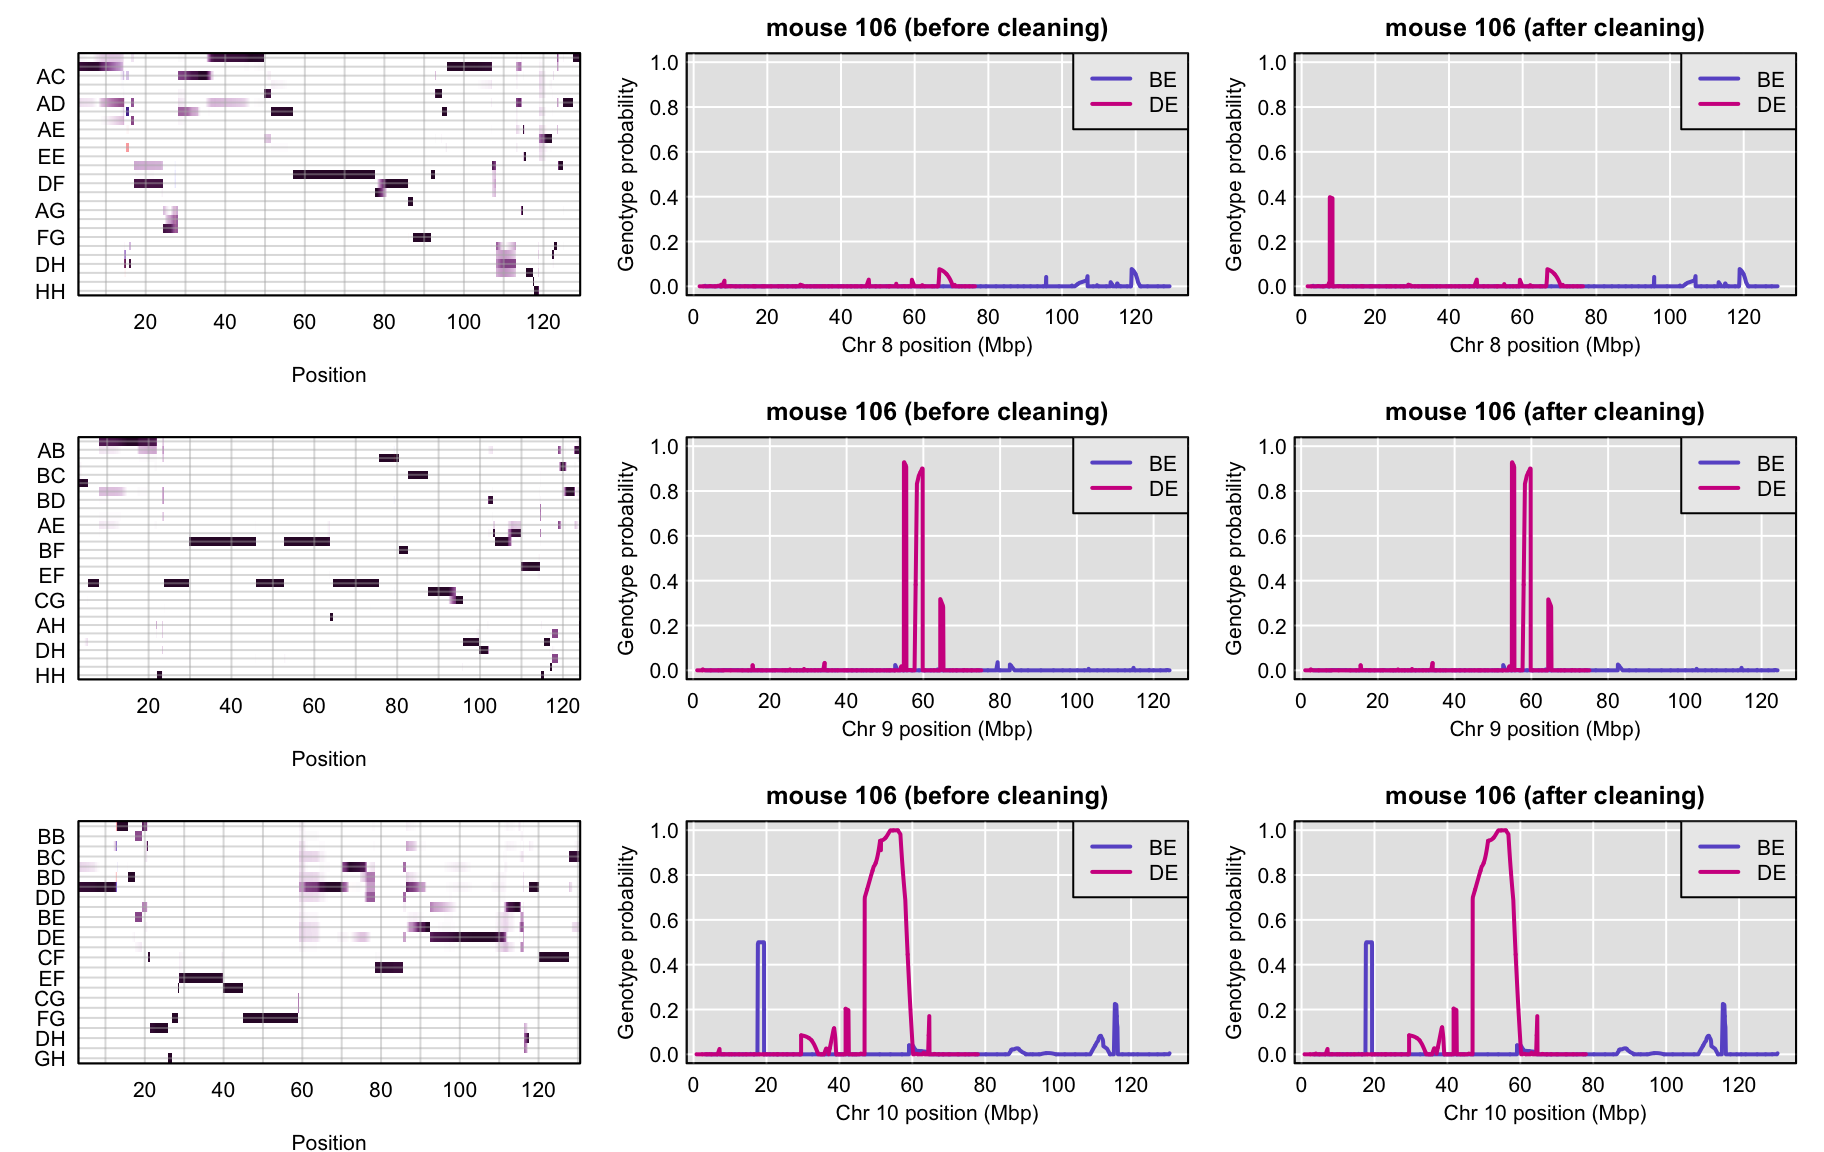 AC
AD
AE
EE
DF
AG
FG
DH
HH
20 40 60 80 100 120
Position
mouse 106 (before cleaning)
Genotype probability
1.0
0.8
0.6
0.4
0.2
0.0
BE
DE
0 20 40 60 80 100 120
Chr 8 position (Mbp)
mouse 106 (after cleaning)
Genotype probability
1.0
0.8
0.6
0.4
0.2
0.0
BE
DE
0 20 40 60 80 100 120
Chr 8 position (Mbp)
AB
BC
BD
AE
BF
EF
CG
AH
DH
HH
20 40 60 80 100 120
Position
mouse 106 (before cleaning)
Genotype probability
1.0
0.8
0.6
0.4
0.2
0.0
BE
DE
0 20 40 60 80 100 120
Chr 9 position (Mbp)
mouse 106 (after cleaning)
Genotype probability
1.0
0.8
0.6
0.4
0.2
0.0
BE
DE
0 20 40 60 80 100 120
Chr 9 position (Mbp)
BB
BC
BD
DD
BE
DE
CF
EF
CG
FG
DH
GH
20 40 60 80 100 120
Position
mouse 106 (before cleaning)
Genotype probability
1.0
0.8
0.6
0.4
0.2
0.0
BE
DE
0 20 40 60 80 100 120
Chr 10 position (Mbp)
mouse 106 (after cleaning)
Genotype probability
1.0
0.8
0.6
0.4
0.2
0.0
BE
DE
0 20 40 60 80 100 120
Chr 10 position (Mbp)